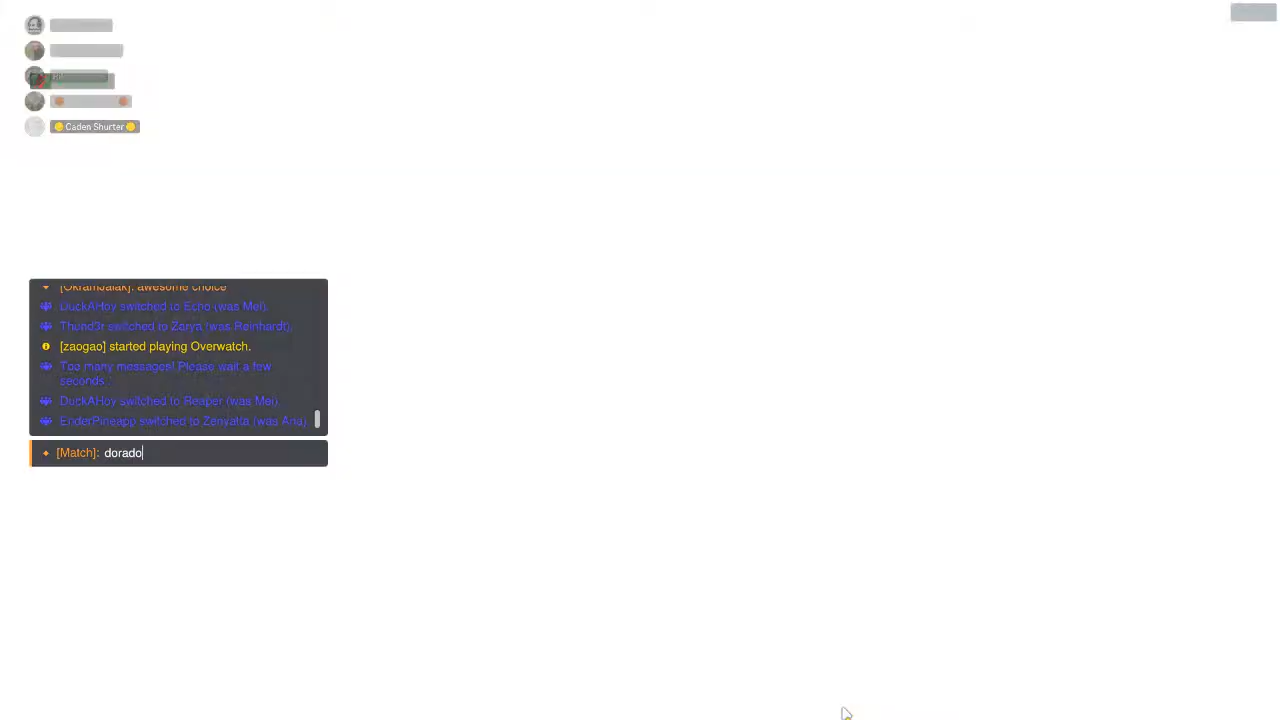 Caden Shurter
[OkramJalak]: awesome choice
DuckAHoy switched to Echo (was Mei).
Thund3r switched to Zarya (was Reinhardt).
[zaogao] started playing Overwatch.
Too many messages! Please wait a few
seconds.
DuckAHoy switched to Reaper (was Mei).
EnderPineapp switched to Zenyatta (was Ana)
[Match]: dorado